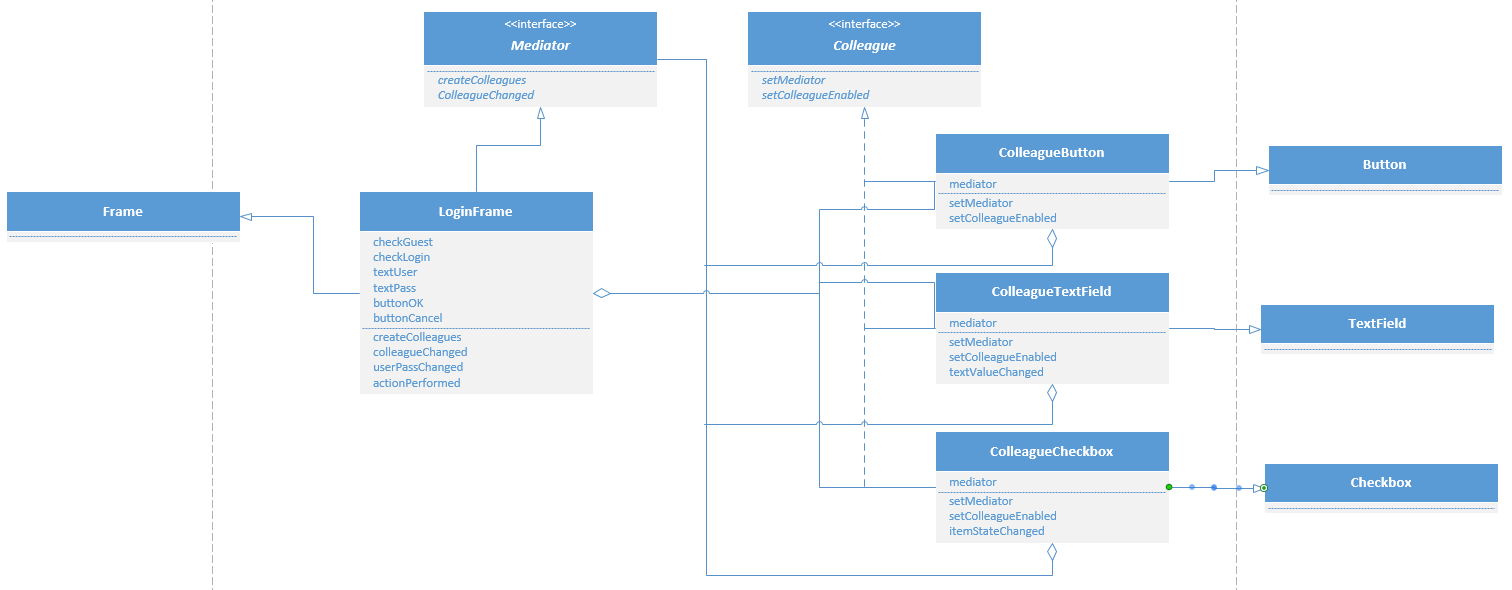 <<interface>>
Mediator
createColleagues
ColleagueChanged
<<interface>>
Colleague
setMediator
setColleagueEnabled
Frame
LoginFrame
checkGuest
checkLogin
textUser
textPass
buttonOK
buttonCancel
createColleagues
colleagueChanged
userPassChanged
actionPerformed
ColleagueButton
mediator
setMediator
setColleagueEnabled
Button
ColleagueTextField
mediator
setMediator
setColleagueEnabled
textValueChanged
TextField
ColleagueCheckbox
mediator
setMediator
setColleagueEnabled
itemStateChanged
Checkbox